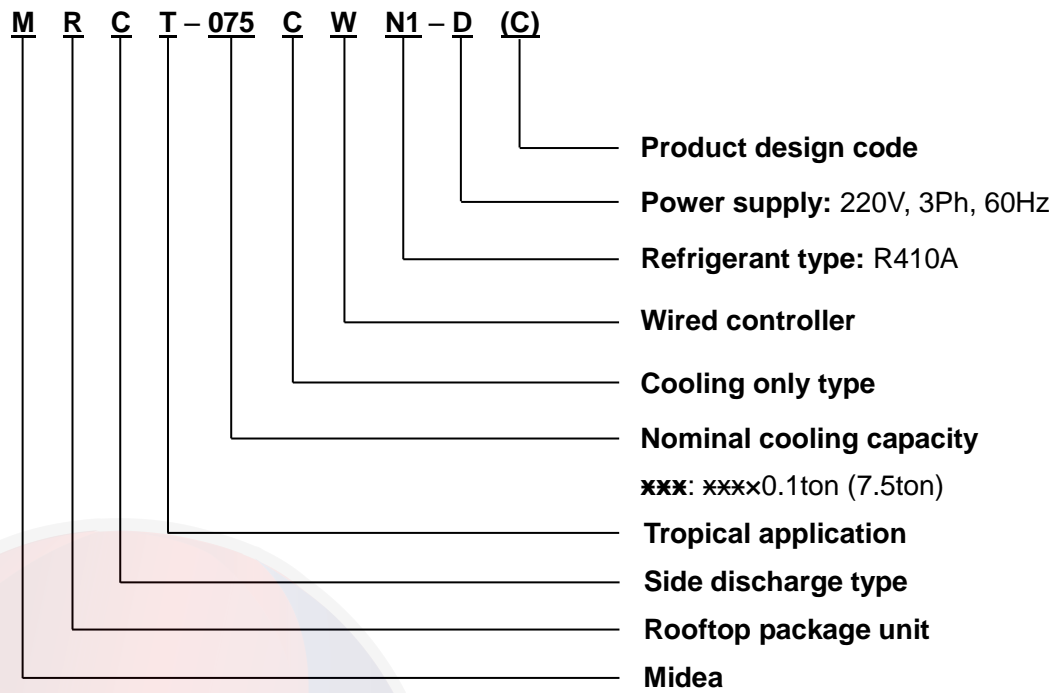 M R C T – 075 C W N1 – D (C)
Product design code
Power supply: 220V, 3Ph, 60Hz
Refrigerant type: R410A
Wired controller
Cooling only type
Nominal cooling capacity
xxx: xxx×0.1ton (7.5ton)
Tropical application
Side discharge type
Rooftop package unit
Midea